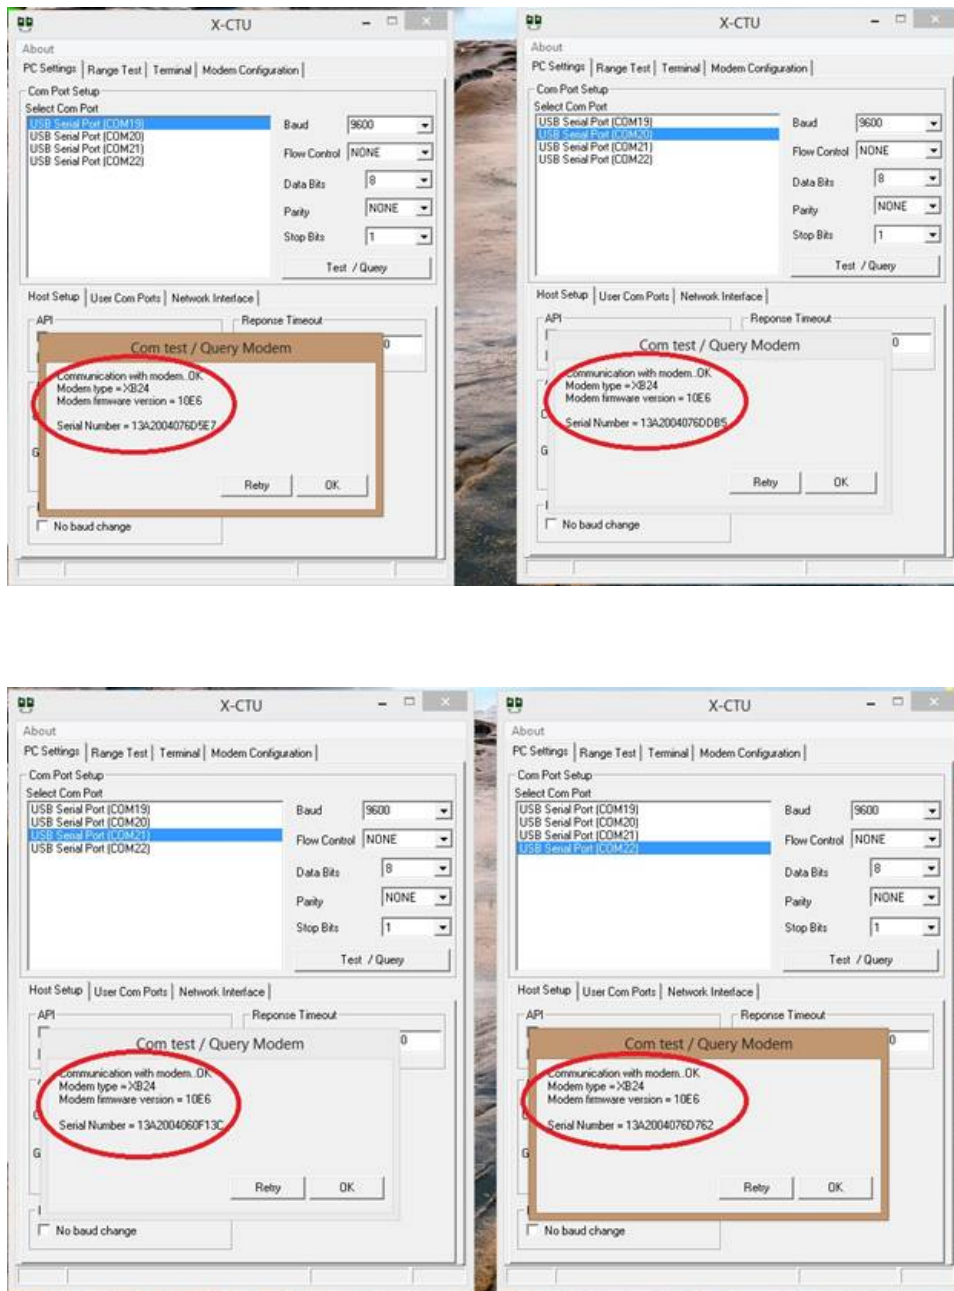 X-CTU
About
PC Settings Range Test Terminal Modem Configuration
Com Port Setup
Select Com Port
USB Serial Port (COM19)
USB Serial Port (COM20)
USB Serial Port (COM21)
USB Serial Port (COM22)
Baud 9600
Flow Control NONE
Data Bits 8
Parity NONE
Stop Bits 1
Test / Query
Host Setup User Com Ports Network Interface
API Reponse Timeout
0
Com test / Query Modem
Communication with modem..OK
Modem type = XB24
Modem firmware version = 10E6
Serial Number = 13A2004076D5E7
G
Retry OK
No baud change
X-CTU
About
PC Settings Range Test Terminal Modem Configuration
Com Port Setup
Select Com Port
USB Serial Port (COM19)
USB Serial Port (COM20)
USB Serial Port (COM21)
USB Serial Port (COM22)
Baud 9600
Flow Control NONE
Data Bits 8
Parity NONE
Stop Bits 1
Test / Query
Host Setup User Com Ports Network Interface
API Reponse Timeout
0
Com test / Query Modem
Communication with modem..OK
Modem type = XB24
Modem firmware version = 10E6
Serial Number = 13A2004076DDB5
G
Retry OK
No baud change
X-CTU
About
PC Settings Range Test Terminal Modem Configuration
Com Port Setup
Select Com Port
USB Serial Port (COM19)
USB Serial Port (COM20)
USB Serial Port (COM21)
USB Serial Port (COM22)
Baud 9600
Flow Control NONE
Data Bits 8
Parity NONE
Stop Bits 1
Test / Query
Host Setup User Com Ports Network Interface
API Reponse Timeout
0
Com test / Query Modem
Communication with modem..OK
Modem type = XB24
Modem firmware version = 10E6
Serial Number = 13A2004060F13C
G
Retry OK
No baud change
X-CTU
About
PC Settings Range Test Terminal Modem Configuration
Com Port Setup
Select Com Port
USB Serial Port (COM19)
USB Serial Port (COM20)
USB Serial Port (COM21)
USB Serial Port (COM22)
Baud 9600
Flow Control NONE
Data Bits 8
Parity NONE
Stop Bits 1
Test / Query
Host Setup User Com Ports Network Interface
API Reponse Timeout
0
Com test / Query Modem
Communication with modem..OK
Modem type = XB24
Modem firmware version = 10E6
Serial Number = 13A2004076D762
G
Retry OK
No baud change